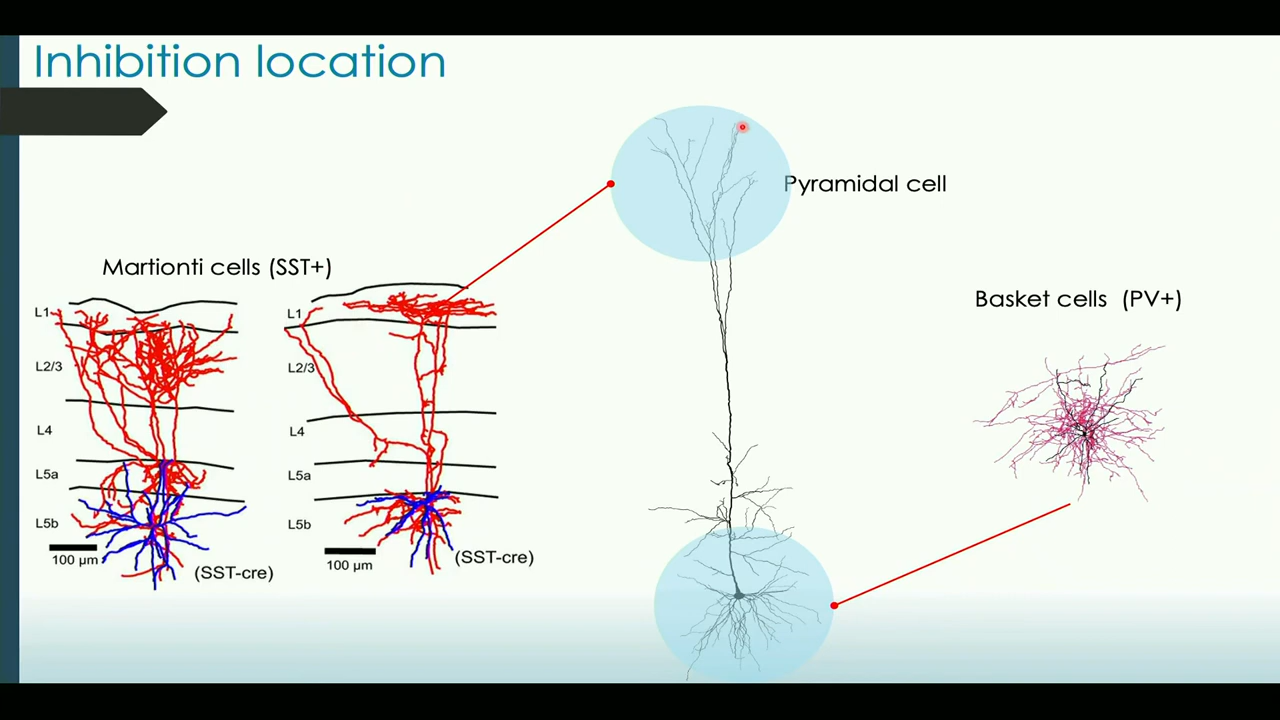 Inhibition location
Pyramidal cell
Martionti cells (SST+)
Basket cells (PV+)
L1
L2/3
L4
L5a
L5b
100 µm
(SST-cre)
L1
L2/3
L4
L5a
L5b
100 µm
(SST-cre)